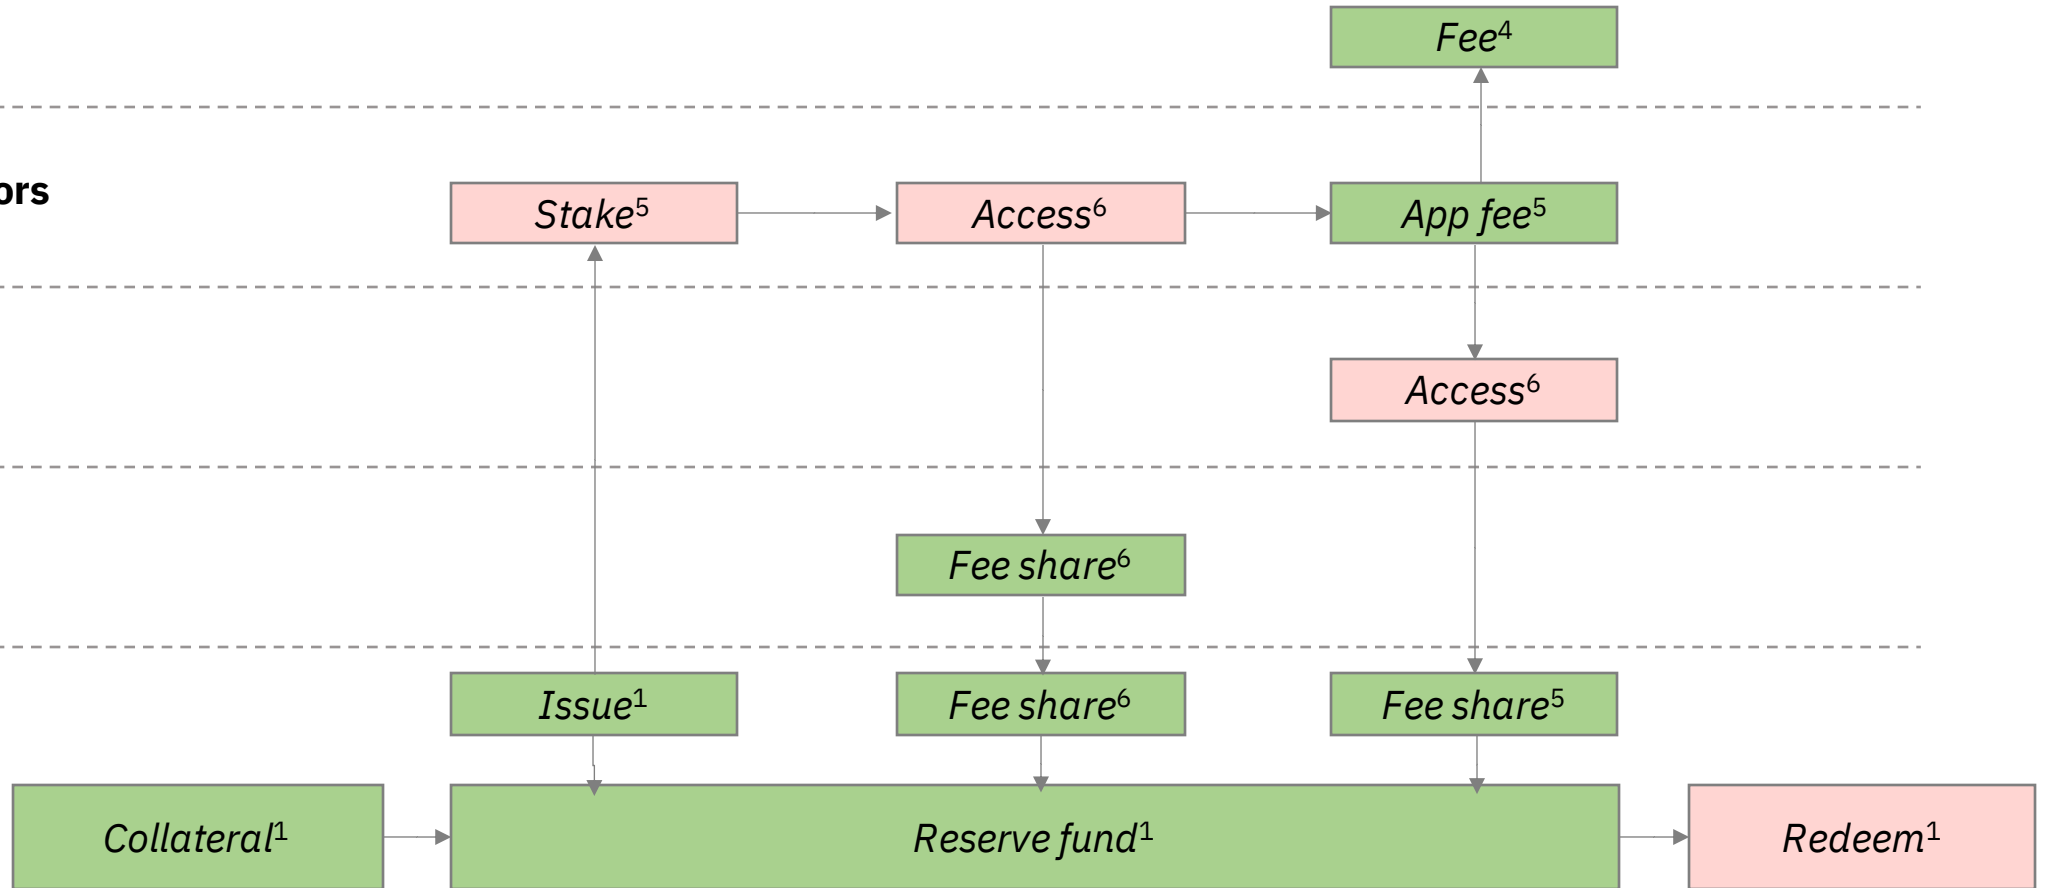 Fee⁴
ors
Stake⁵
Access⁶
App fee⁵
Access⁶
Fee share⁶
Issue¹
Fee share⁶
Fee share⁵
Collateral¹
Reserve fund¹
Redeem¹